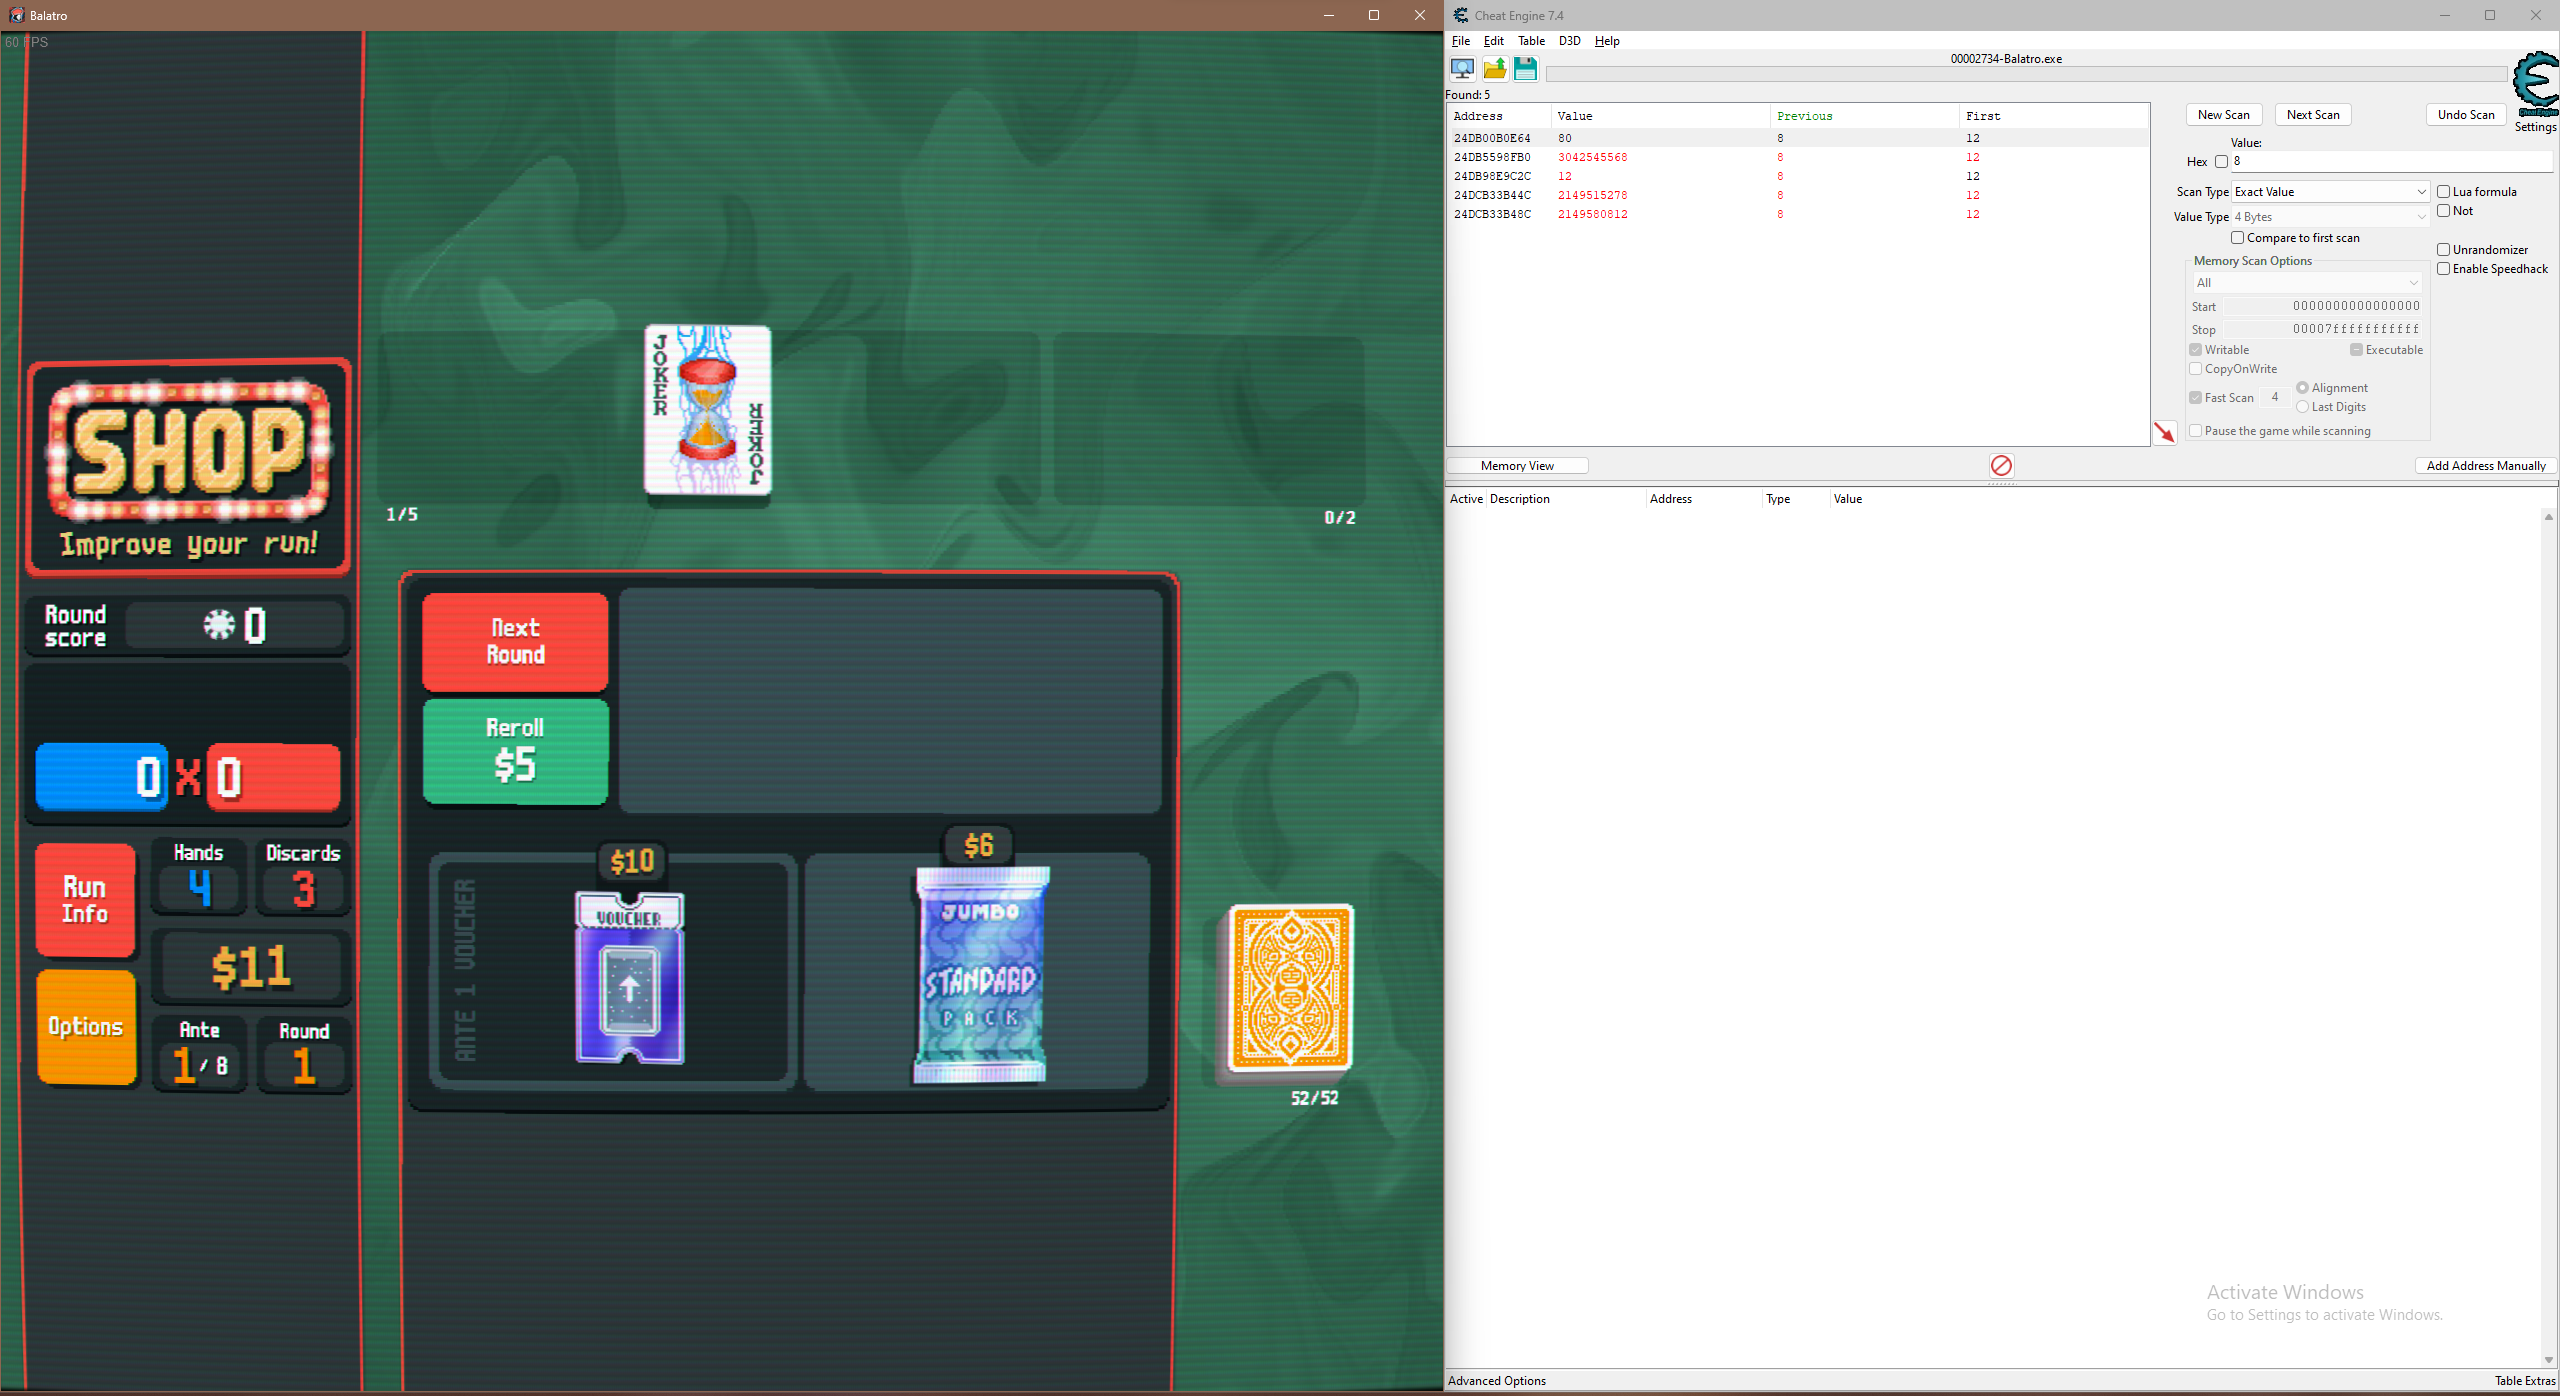 Balatro
60 FPS
SHOP
Improve your run!
Round
score
0
0 X 0
Run
Info
Hands
4
Discards
3
$11
Options
Ante
1 / 8
Round
1
JOKER
JOKER
1/5
0/2
Next
Round
Reroll
$5
ANTE 1 VOUCHER
$10
VOUCHER
$6
JUMBO
STANDARD
PACK
52/52
Cheat Engine 7.4
File Edit Table D3D Help
00002734-Balatro.exe
Found: 5
Address Value Previous First
24DB00B0E64 80 8 12
24DB5598FB0 3042545568 8 12
24DB98E9C2C 12 8 12
24DCB33B44C 2149515278 8 12
24DCB33B48C 2149580812 8 12
New Scan Next Scan Undo Scan
Cheat Engine
Settings
Value:
Hex 8
Scan Type Exact Value
Lua formula
Not
Value Type 4 Bytes
Compare to first scan
Unrandomizer
Enable Speedhack
Memory Scan Options
All
Start 0000000000000000
Stop 00007fffffffffff
Writable Executable
CopyOnWrite
Fast Scan 4 Alignment
Last Digits
Pause the game while scanning
Memory View Add Address Manually
Active Description Address Type Value
Activate Windows
Go to Settings to activate Windows.
Advanced Options Table Extras